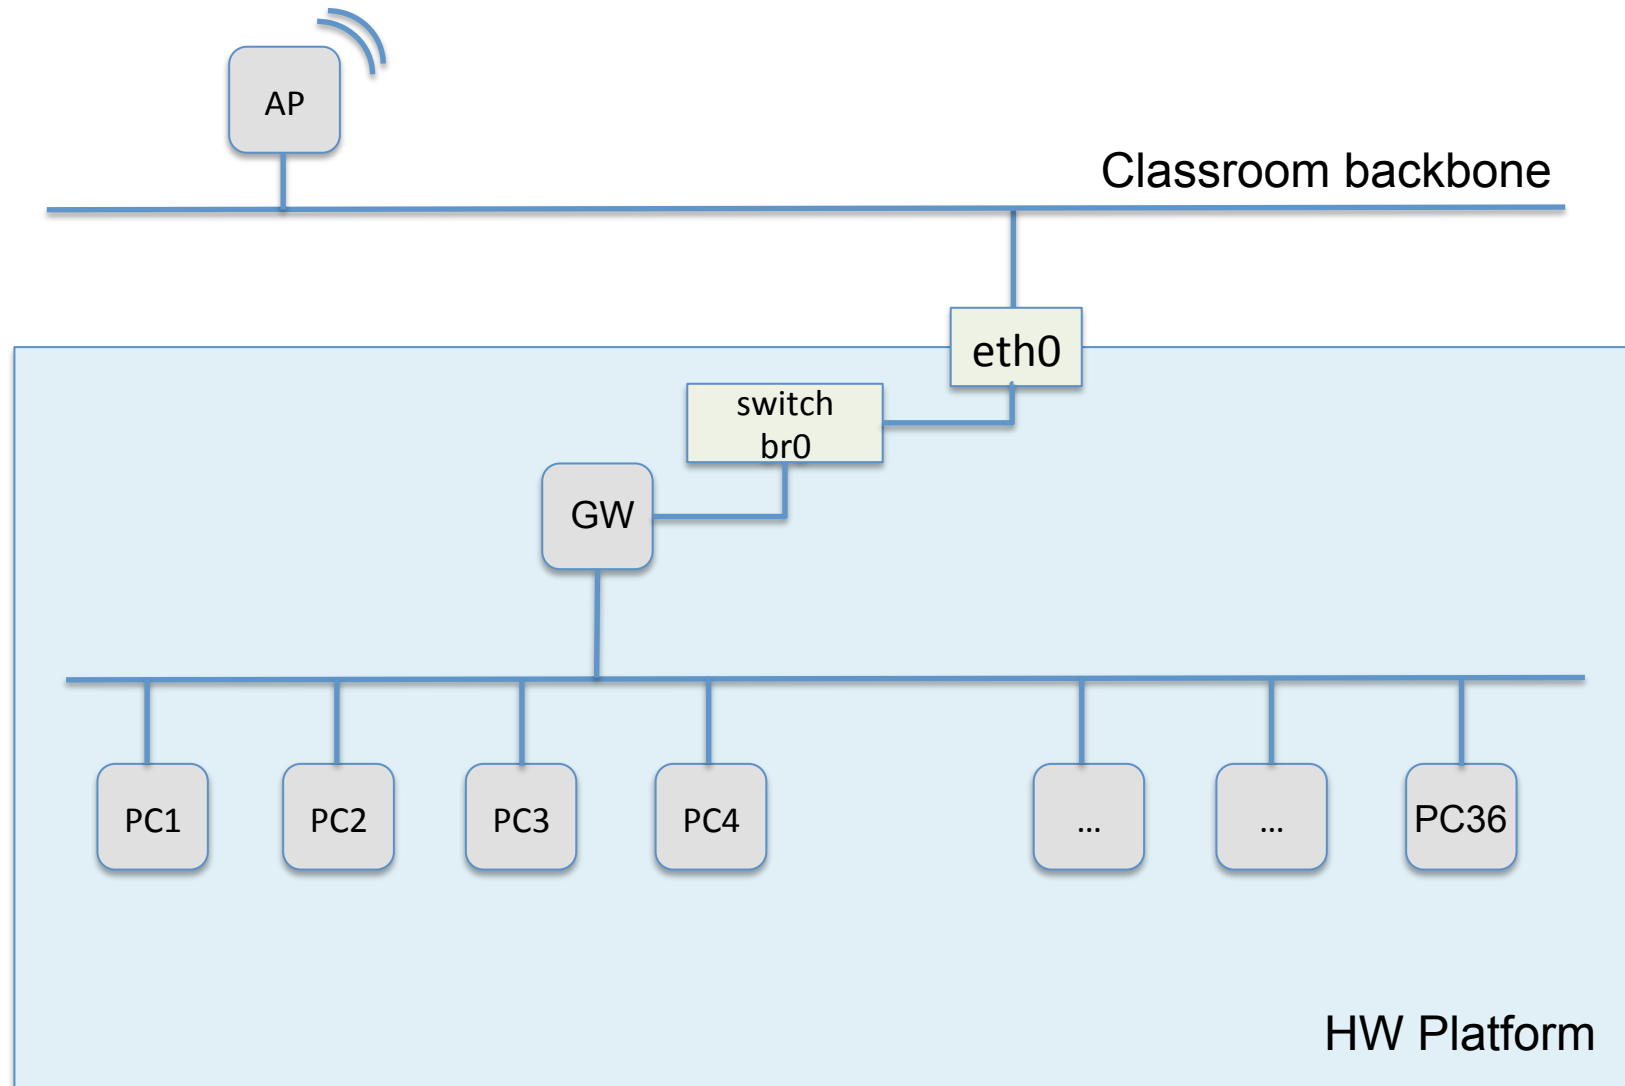 AP
Classroom backbone
eth0
switch
br0
GW
PC1
PC2
PC3
PC4
...
...
PC36
HW Platform